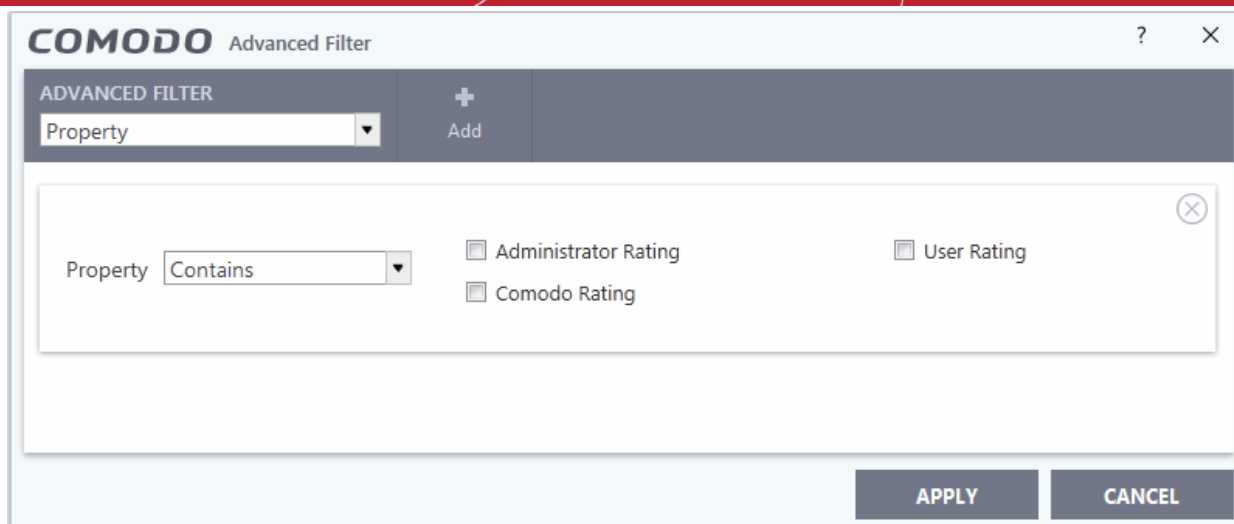 COMODO Advanced Filter ?
ADVANCED FILTER
Property
Add
Property Contains
Administrator Rating User Rating
Comodo Rating
APPLY CANCEL